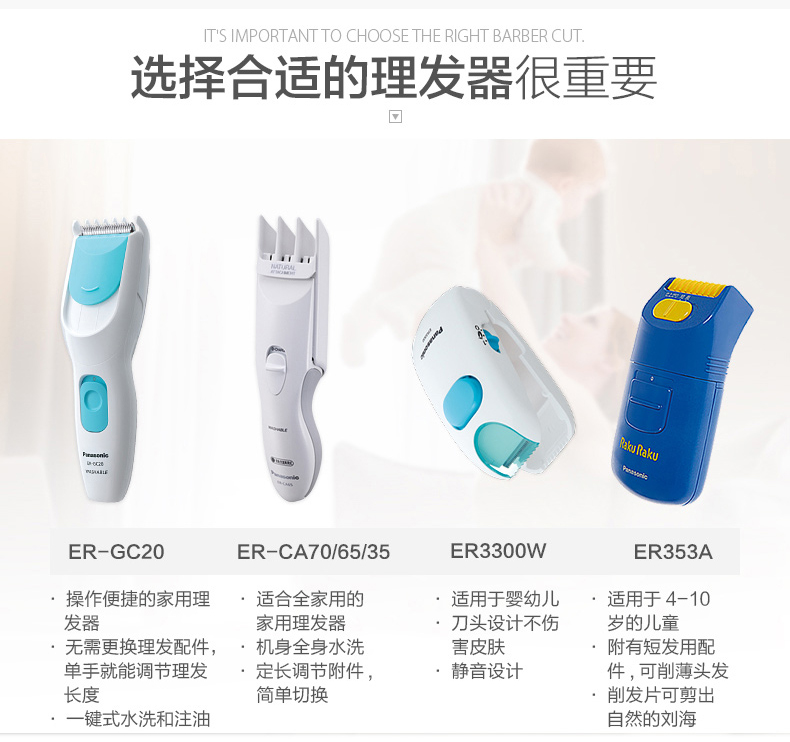 IT'S IMPORTANT TO CHOOSE THE RIGHT BARBER CUT.
选择合适的理发器很重要
NATURAL
Panasonic
ER-GC20
WASHABLE
WASHABLE
Panasonic
Panasonic
Raku Raku
Panasonic
ER-GC20
ER-CA70/65/35
ER3300W
ER353A
· 操作便捷的家用理
发器
· 无需更换理发配件，
单手就能调节理发
长度
· 一键式水洗和注油
· 适合全家用的
家用理发器
· 机身全身水洗
· 定长调节附件，
简单切换
· 适用于婴幼儿
· 刀头设计不伤
害皮肤
· 静音设计
· 适用于 4-10
岁的儿童
· 附有短发用配
件，可削薄头发
· 削发片可剪出
自然的刘海